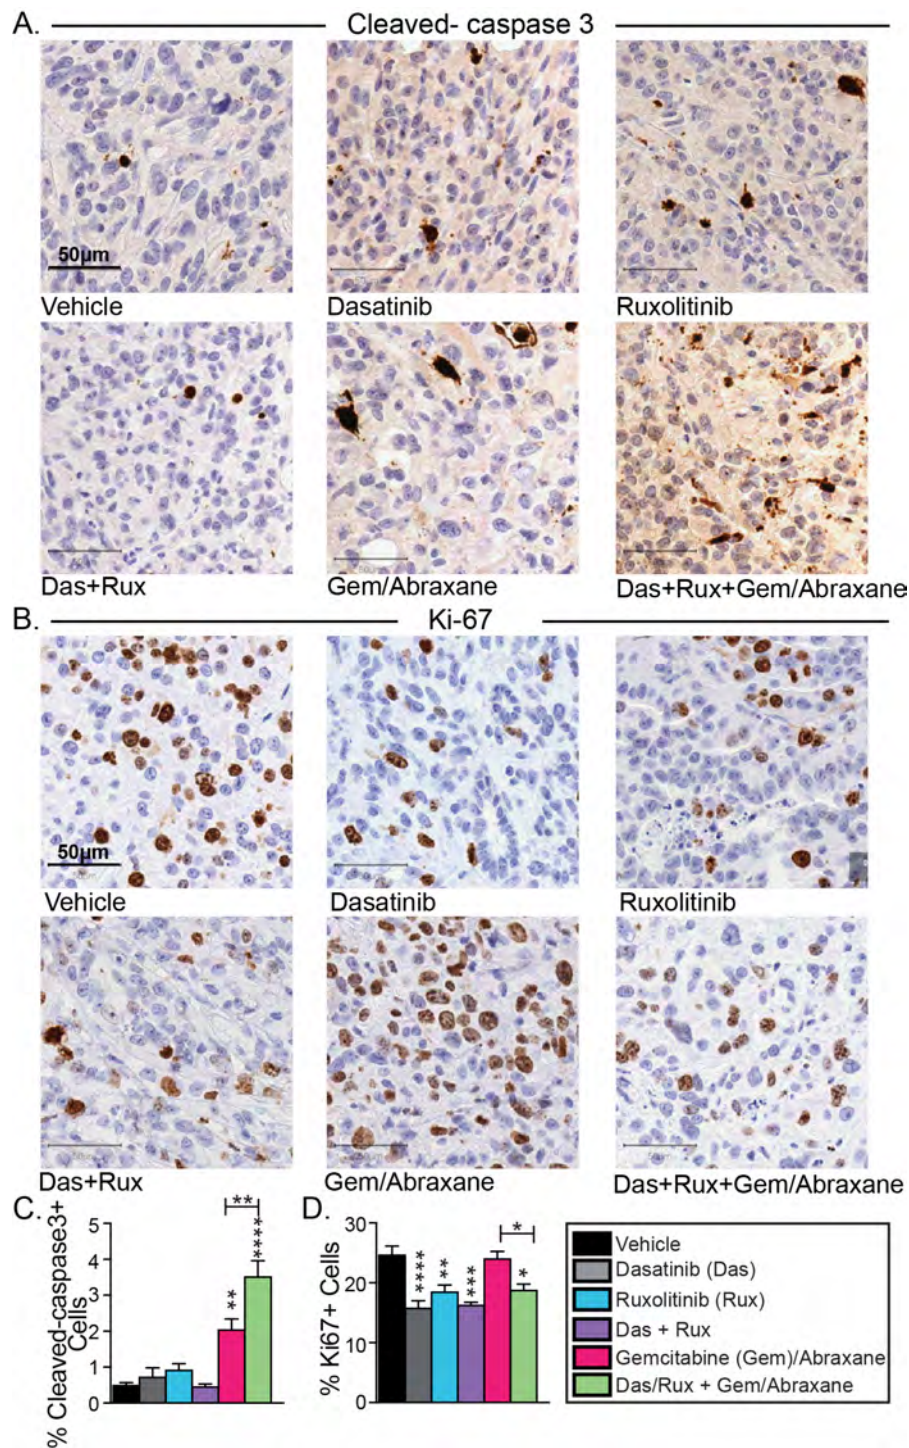 A. Cleaved- caspase 3
50μm
Vehicle Dasatinib Ruxolitinib
Das+Rux Gem/Abraxane Das+Rux+Gem/Abraxane
B. Ki-67
50μm
Vehicle Dasatinib Ruxolitinib
Das+Rux Gem/Abraxane Das+Rux+Gem/Abraxane
C.
% Cleaved-caspase3+
Cells
5
4
3
2
1
0
**
**
****
D.
% Ki67+ Cells
30
20
10
0
****
**
***
*
*
Vehicle
Dasatinib (Das)
Ruxolitinib (Rux)
Das + Rux
Gemcitabine (Gem)/Abraxane
Das/Rux + Gem/Abraxane